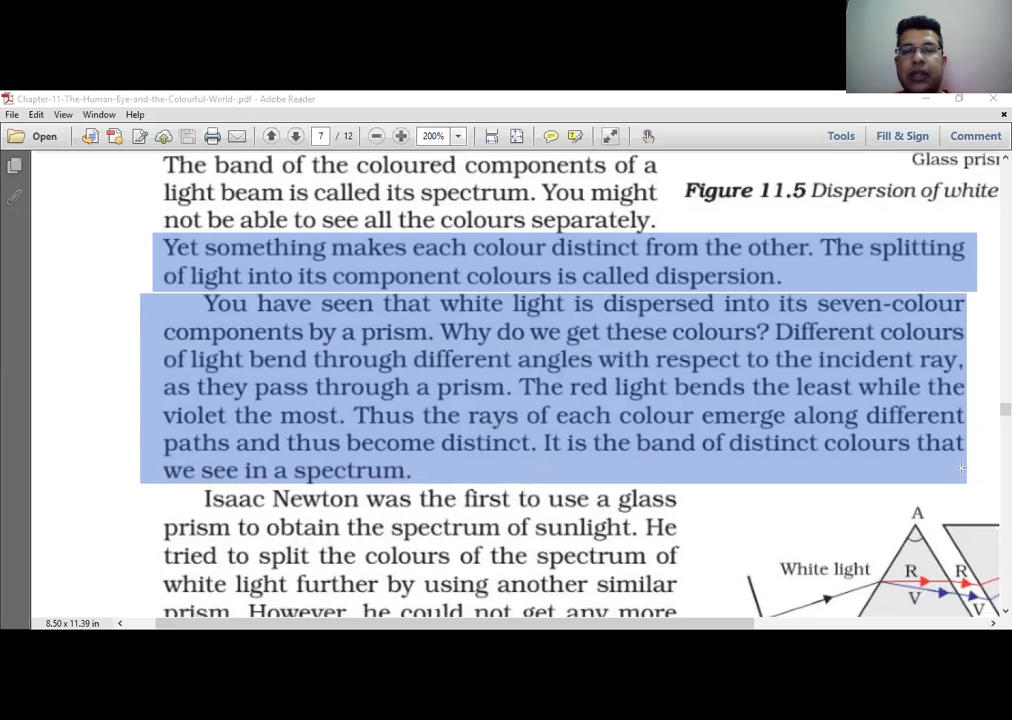 Chapter-11-The-Human-Eye-and-the-Colourful-World-.pdf - Adobe Reader
File Edit View Window Help
Open 7 / 12 200% Tools Fill & Sign Comment
The band of the coloured components of a
light beam is called its spectrum. You might
not be able to see all the colours separately.
Glass prisn
Figure 11.5 Dispersion of white
Yet something makes each colour distinct from the other. The splitting
of light into its component colours is called dispersion.
You have seen that white light is dispersed into its seven-colour
components by a prism. Why do we get these colours? Different colours
of light bend through different angles with respect to the incident ray,
as they pass through a prism. The red light bends the least while the
violet the most. Thus the rays of each colour emerge along different
paths and thus become distinct. It is the band of distinct colours that
we see in a spectrum.
Isaac Newton was the first to use a glass
prism to obtain the spectrum of sunlight. He
tried to split the colours of the spectrum of
white light further by using another similar
prism. However, he could not get any more
A
White light
R R
V
V
8.50 x 11.39 in